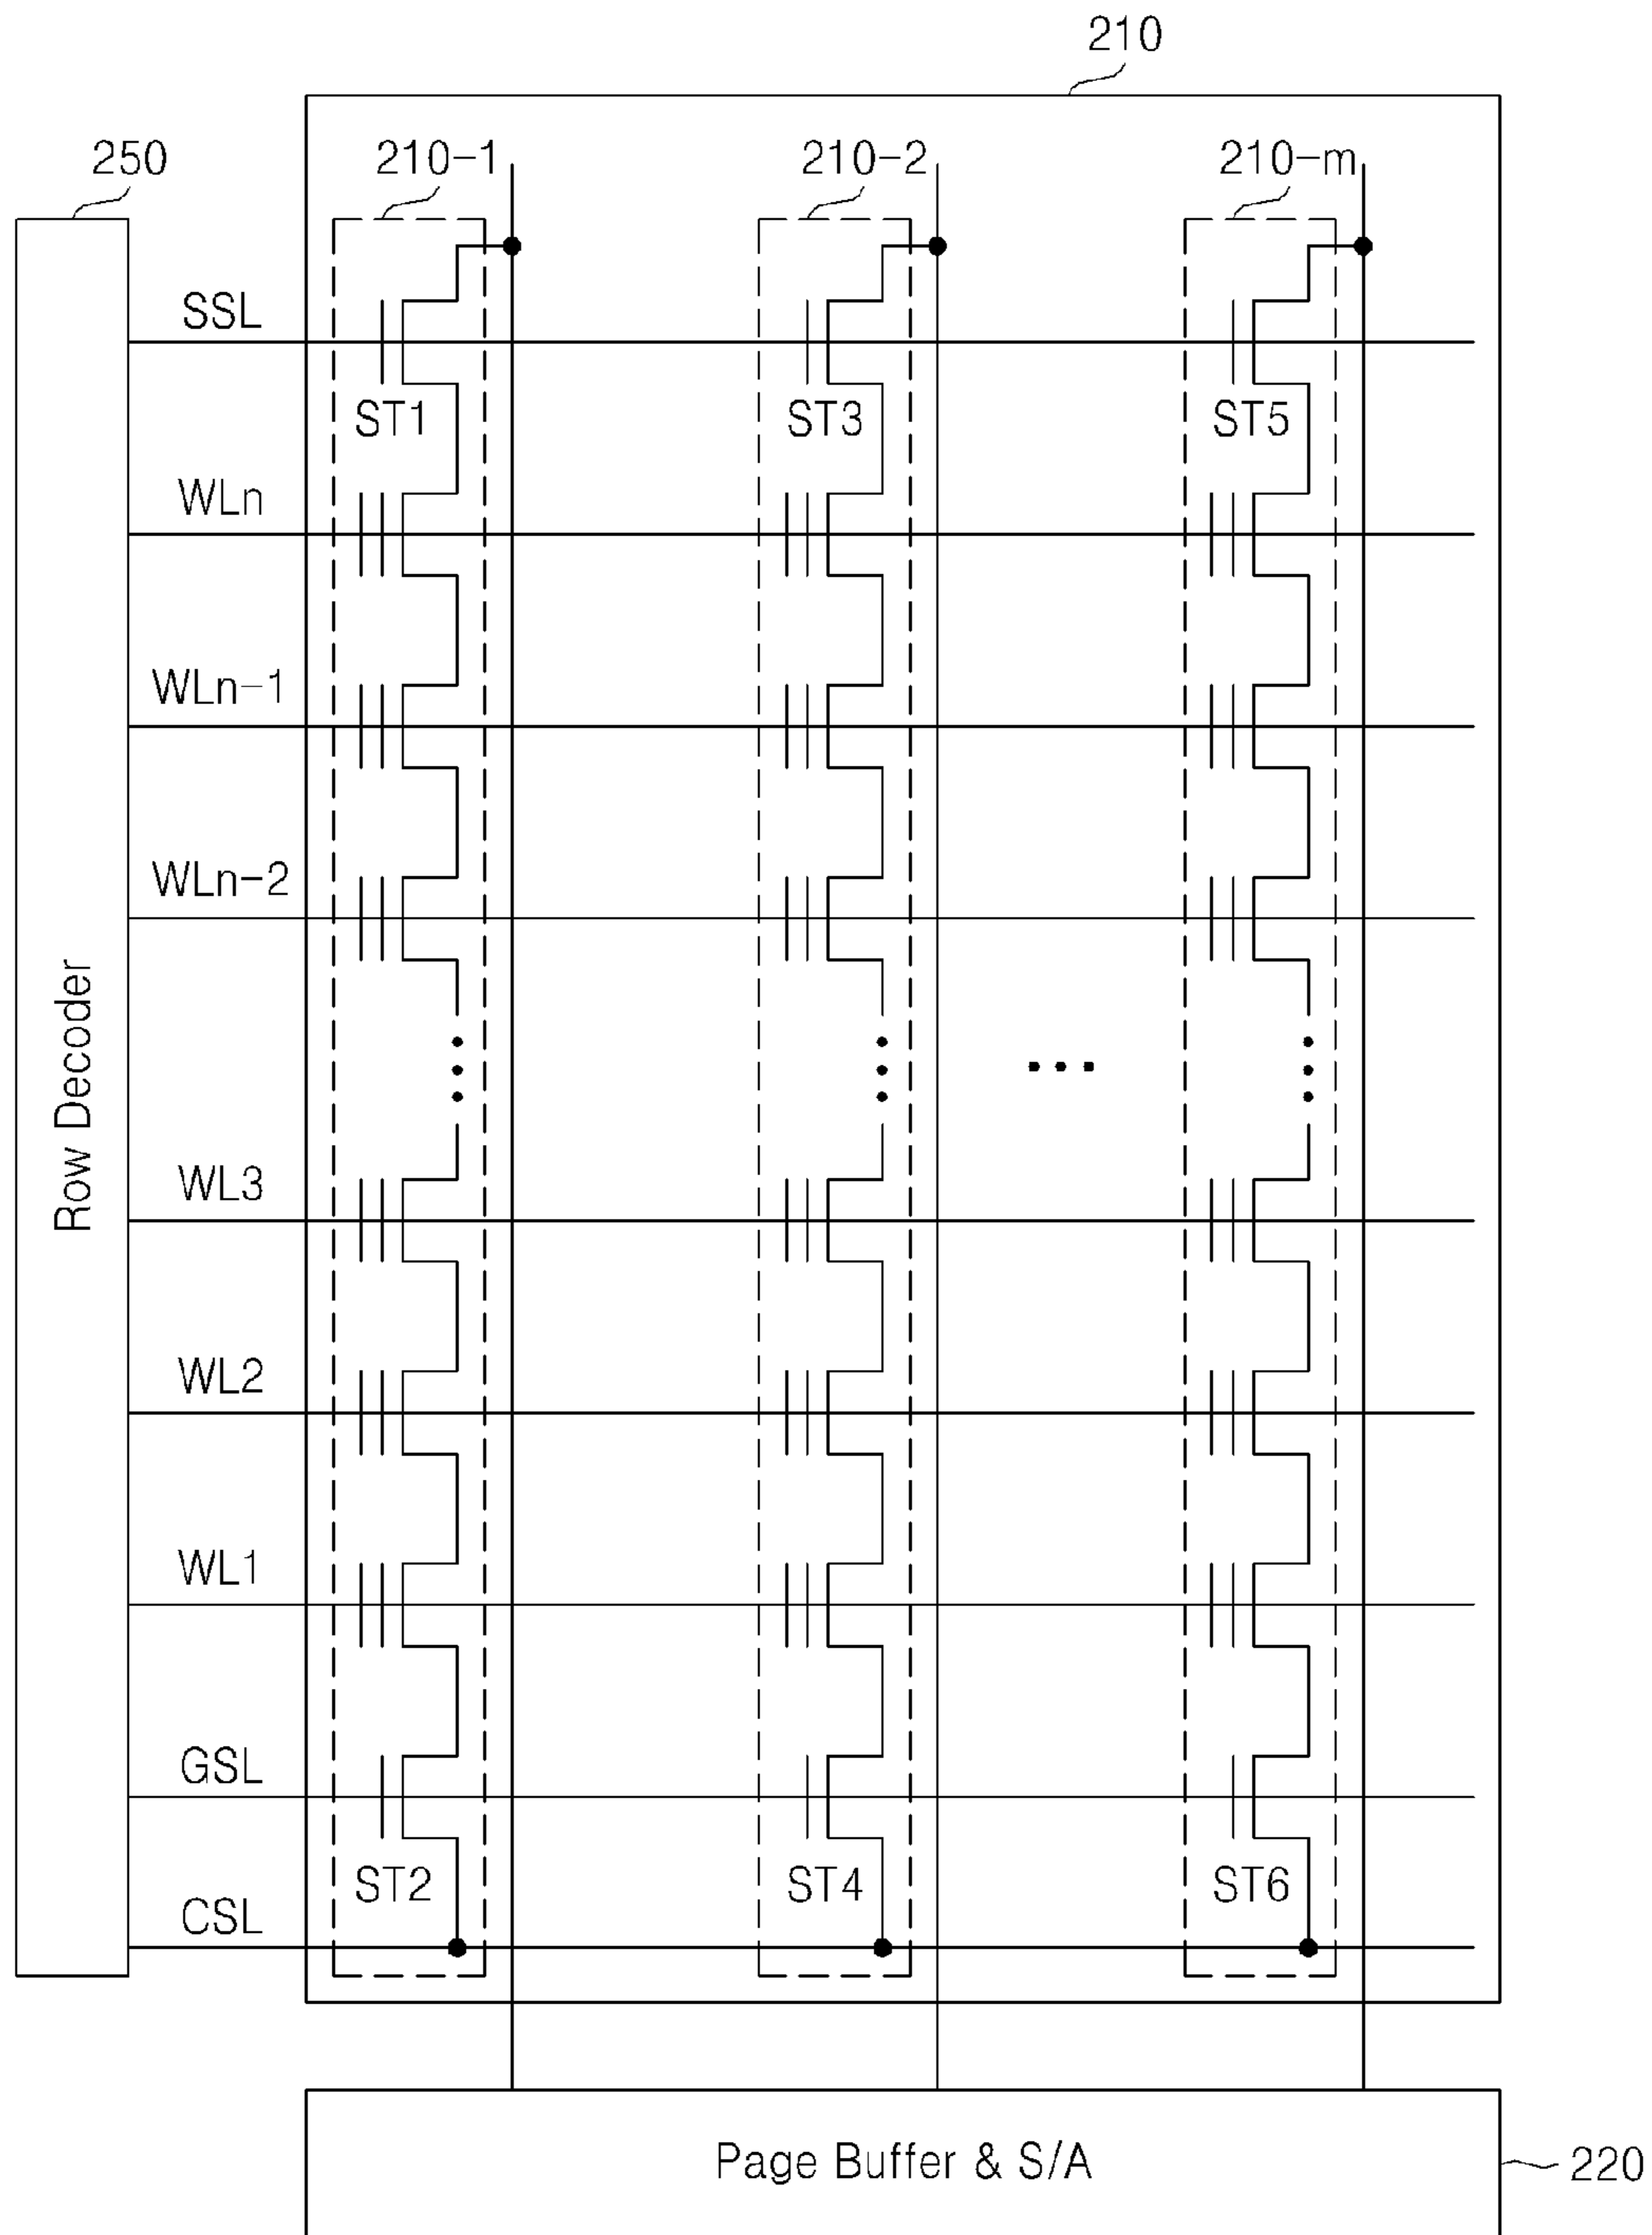 210
250
210-1
210-2
210-m
SSL
ST1
ST3
ST5
WLn
WLn-1
WLn-2
Row Decoder
WL3
WL2
WL1
GSL
ST2
ST4
ST6
CSL
Page Buffer & S/A
220